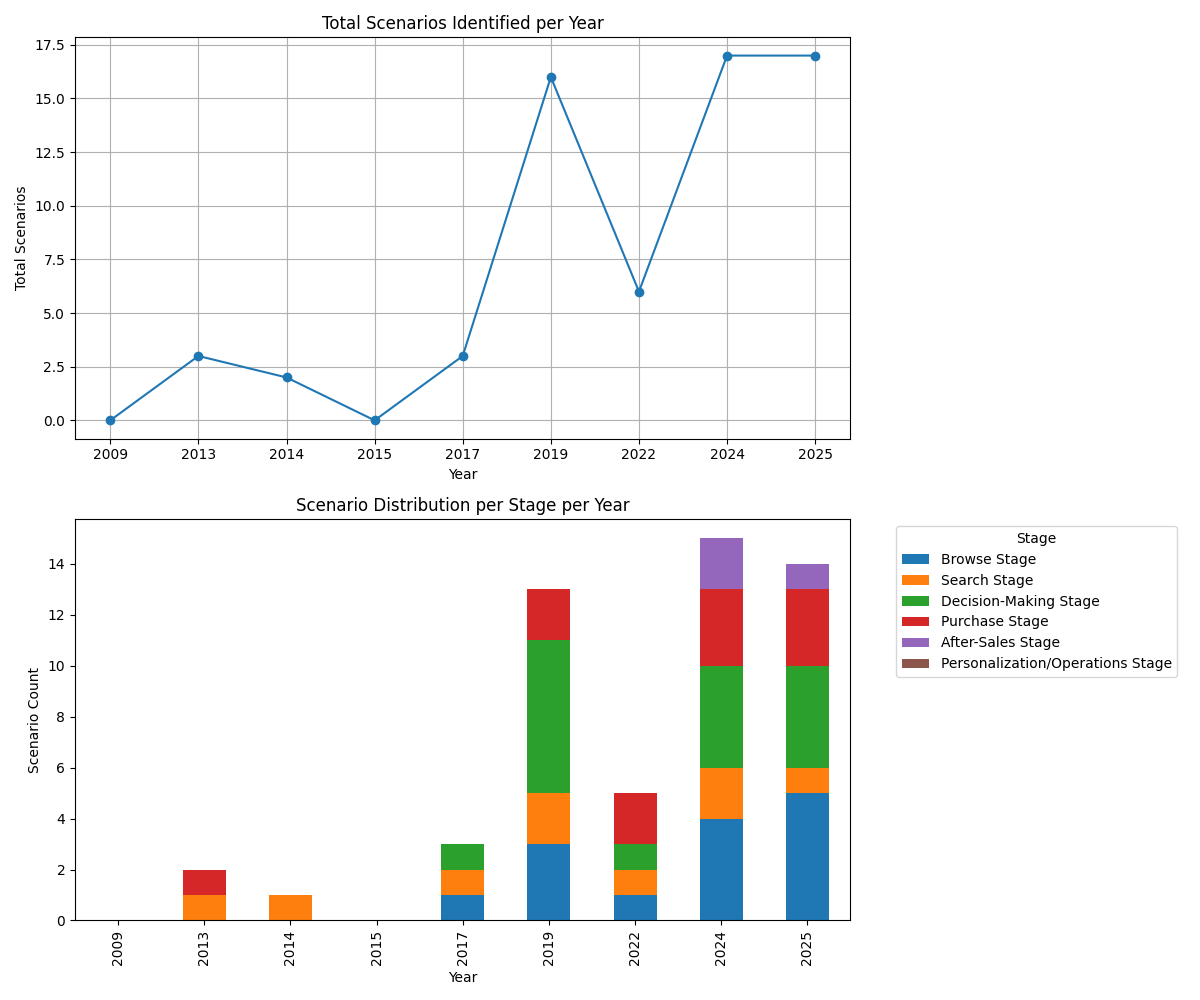 Total Scenarios Identified per Year
17.5
15.0
12.5
10.0
7.5
5.0
2.5
0.0
Total Scenarios
2009 2013 2014 2015 2017 2019 2022 2024 2025
Year
Scenario Distribution per Stage per Year
14
12
10
8
6
4
2
0
Scenario Count
2009 2013 2014 2015 2017 2019 2022 2024 2025
Year
Stage
Browse Stage
Search Stage
Decision-Making Stage
Purchase Stage
After-Sales Stage
Personalization/Operations Stage